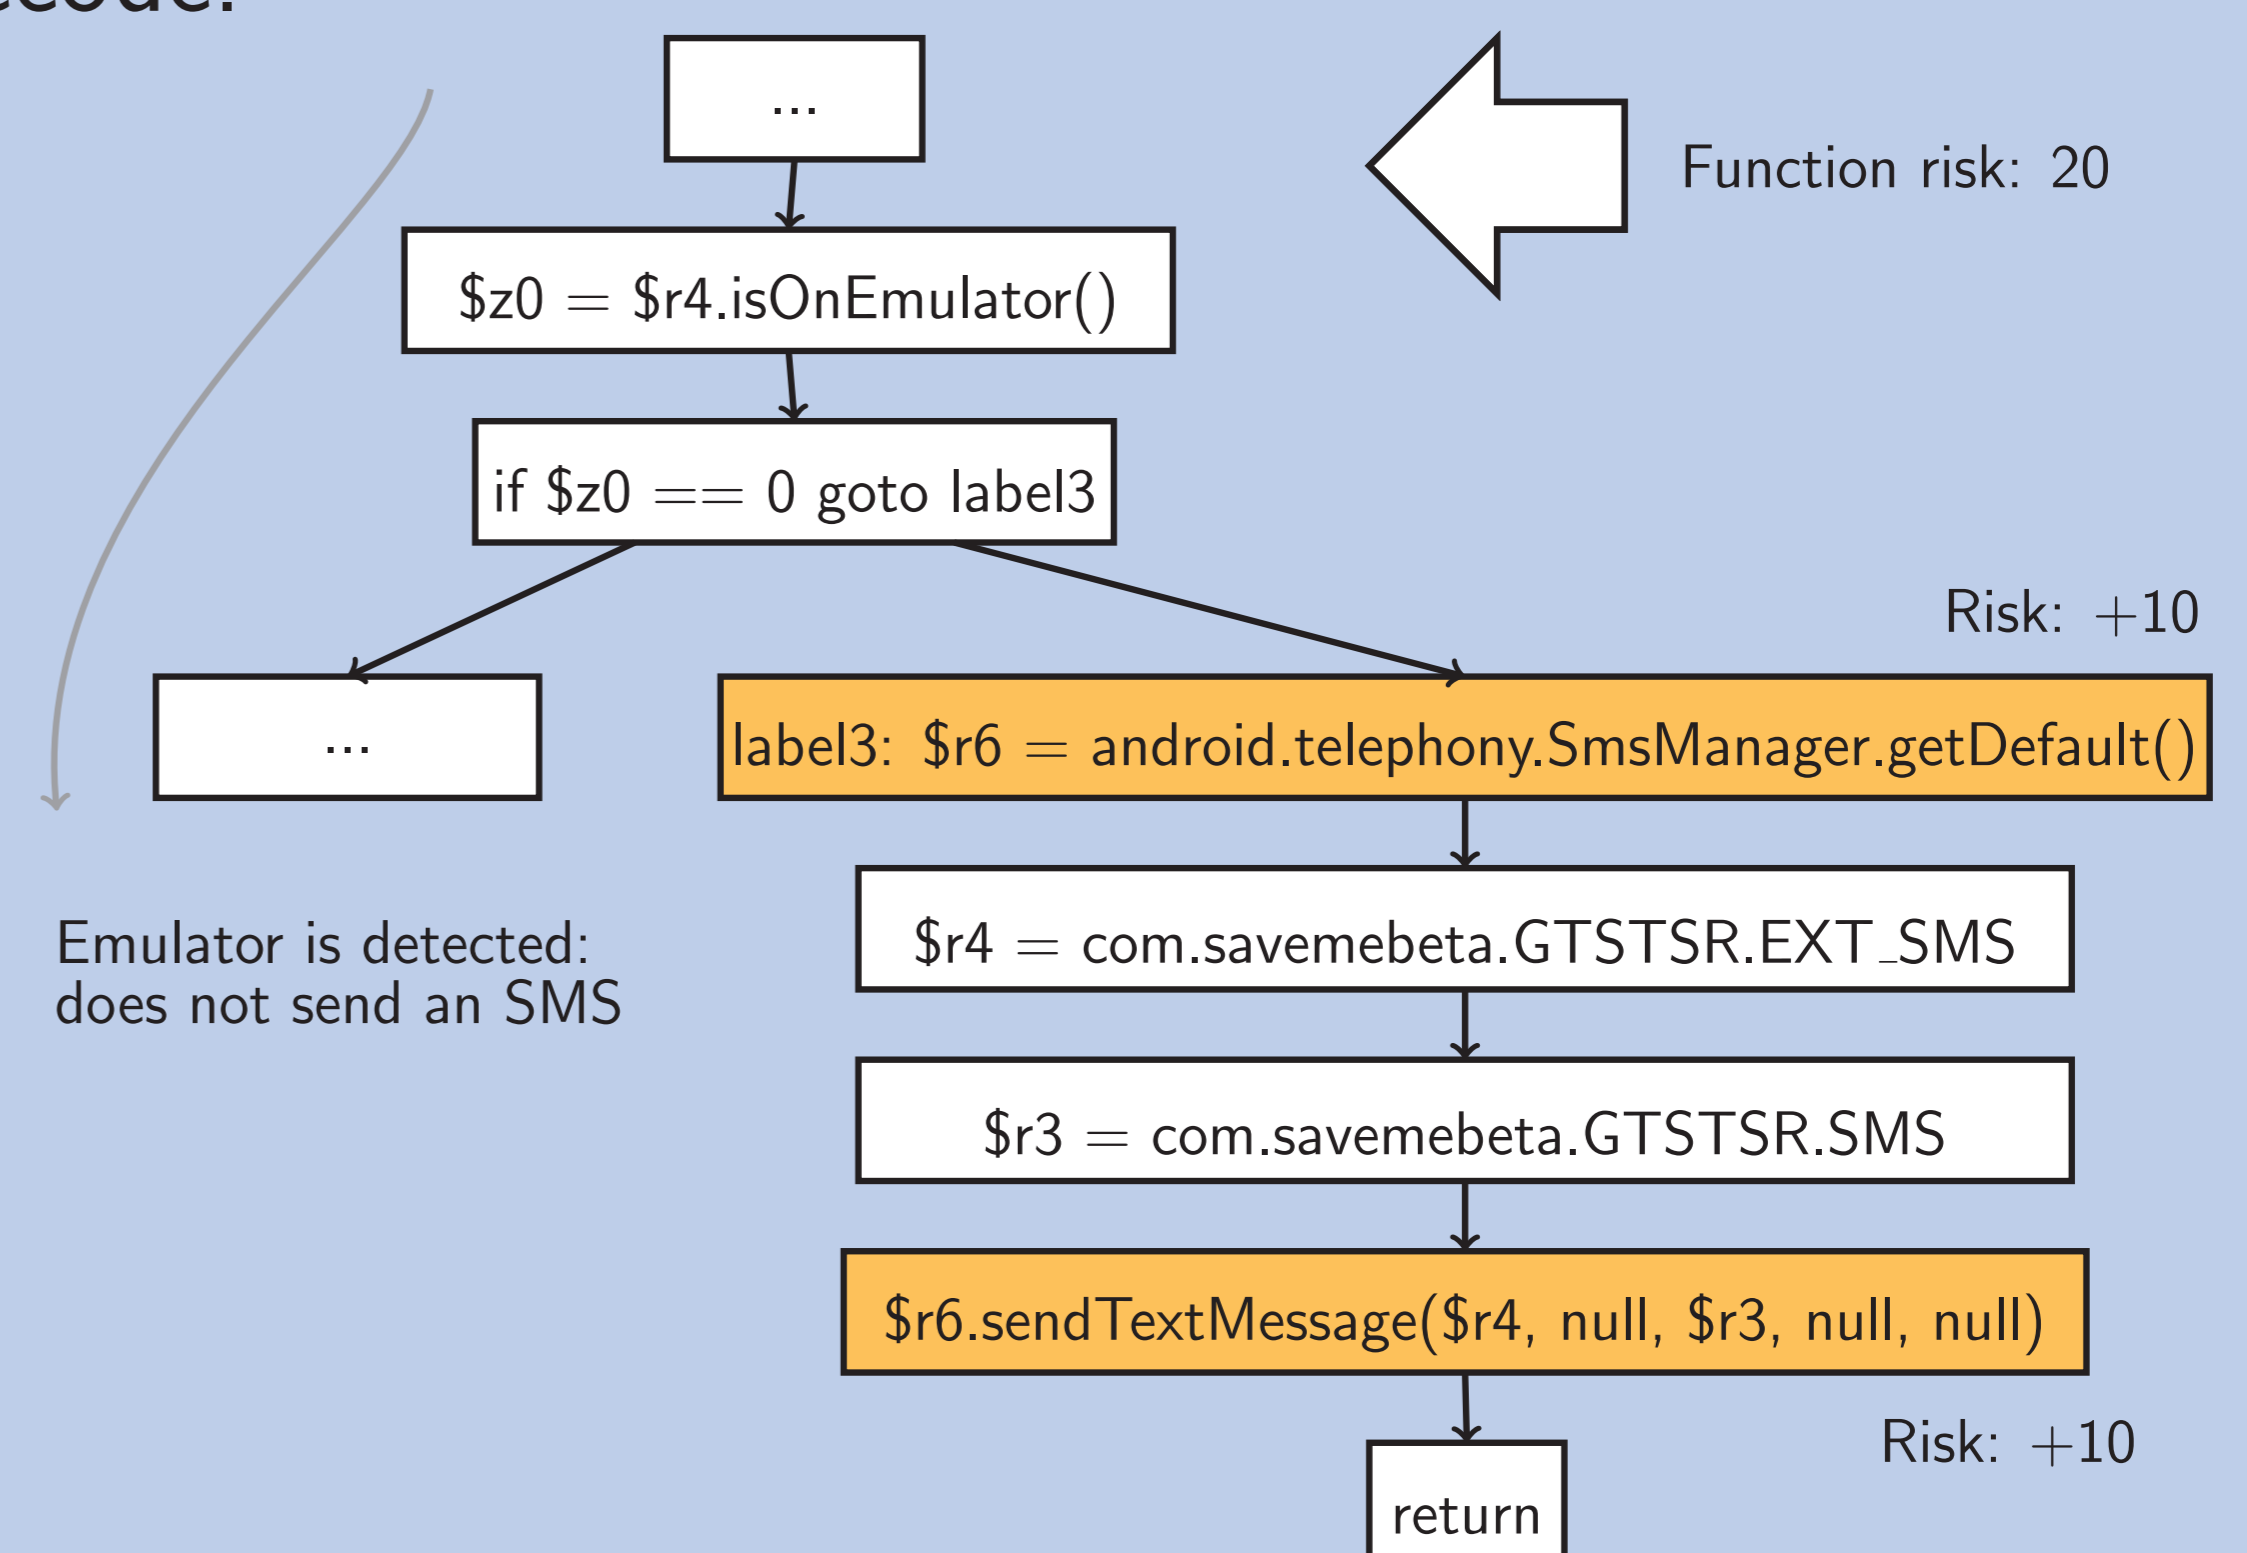 ...
Function risk: 20
$z0 = $r4.isOnEmulator()
if $z0 == 0 goto label3
Risk: +10
...
label3: $r6 = android.telephony.SmsManager.getDefault()
$r4 = com.savemebeta.GTSTSR.EXT_SMS
Emulator is detected:
does not send an SMS
$r3 = com.savemebeta.GTSTSR.SMS
$r6.sendTextMessage($r4, null, $r3, null, null)
Risk: +10
return